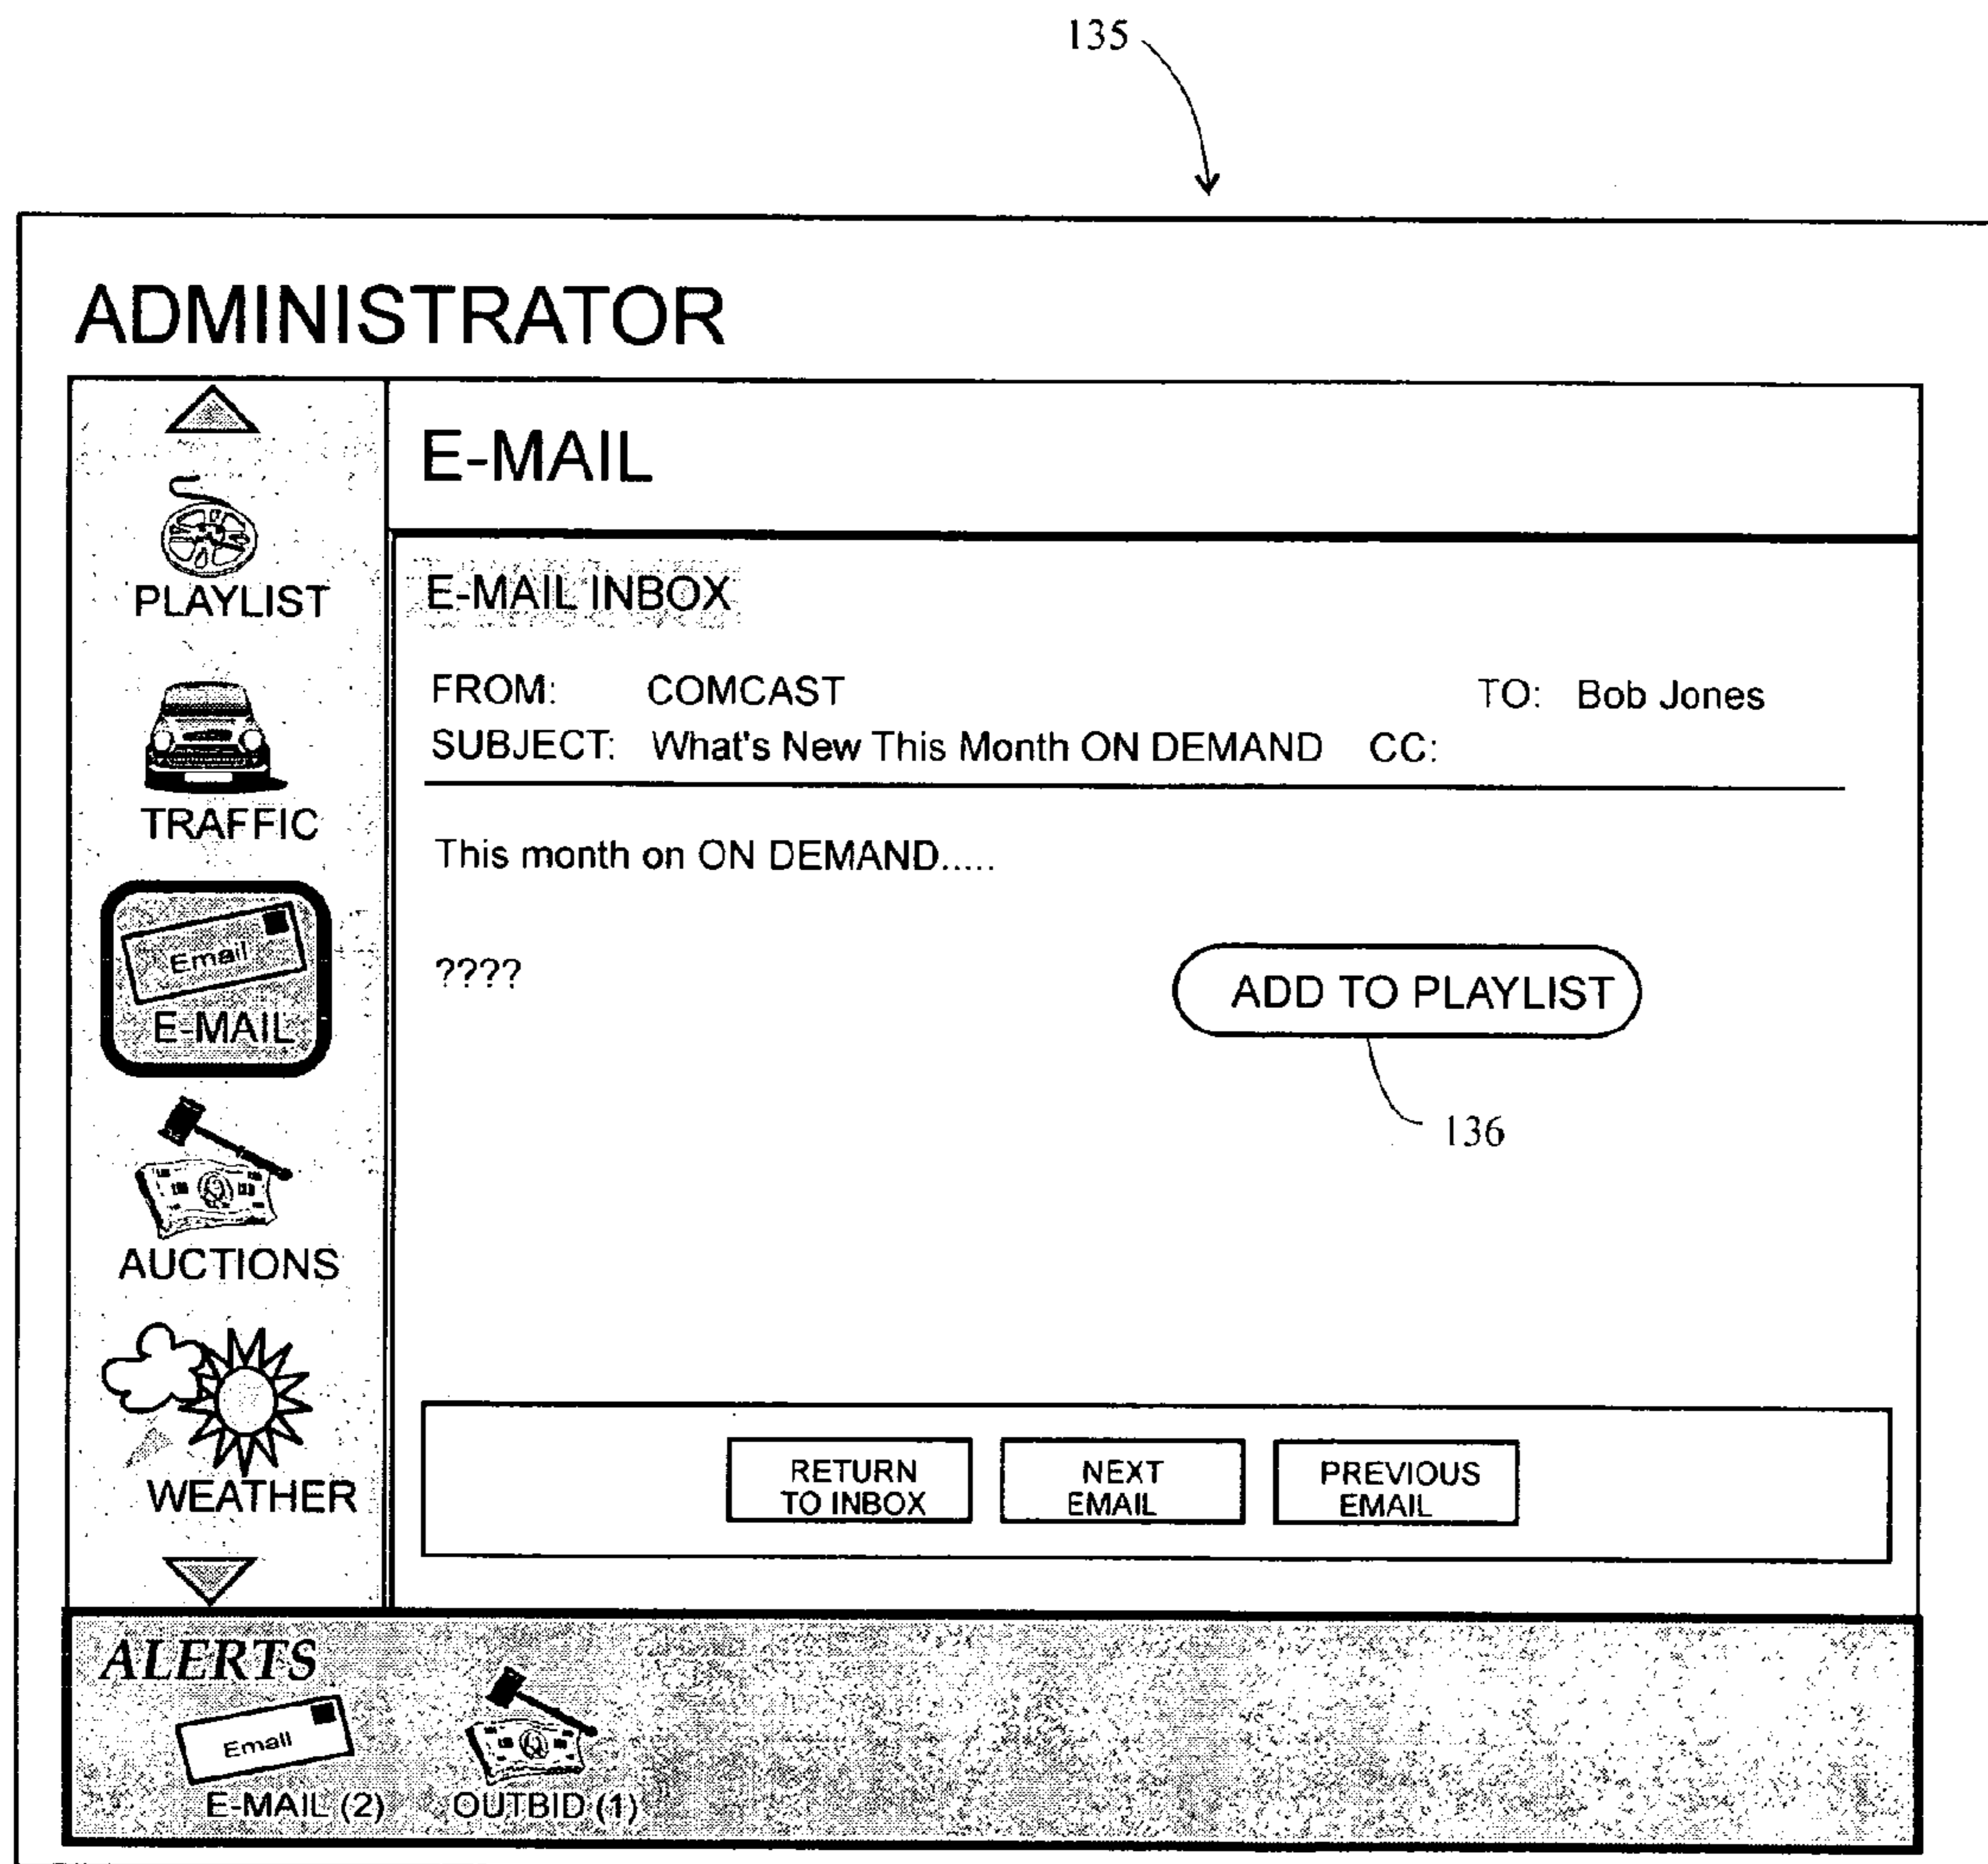 135
ADMINISTRATOR
PLAYLIST
TRAFFIC
Email
E-MAIL
AUCTIONS
WEATHER
E-MAIL
E-MAIL INBOX
FROM: COMCAST TO: Bob Jones
SUBJECT: What's New This Month ON DEMAND CC:
This month on ON DEMAND.....
????
ADD TO PLAYLIST
136
RETURN TO INBOX
NEXT EMAIL
PREVIOUS EMAIL
ALERTS
Email
E-MAIL (2) OUTBID (1)